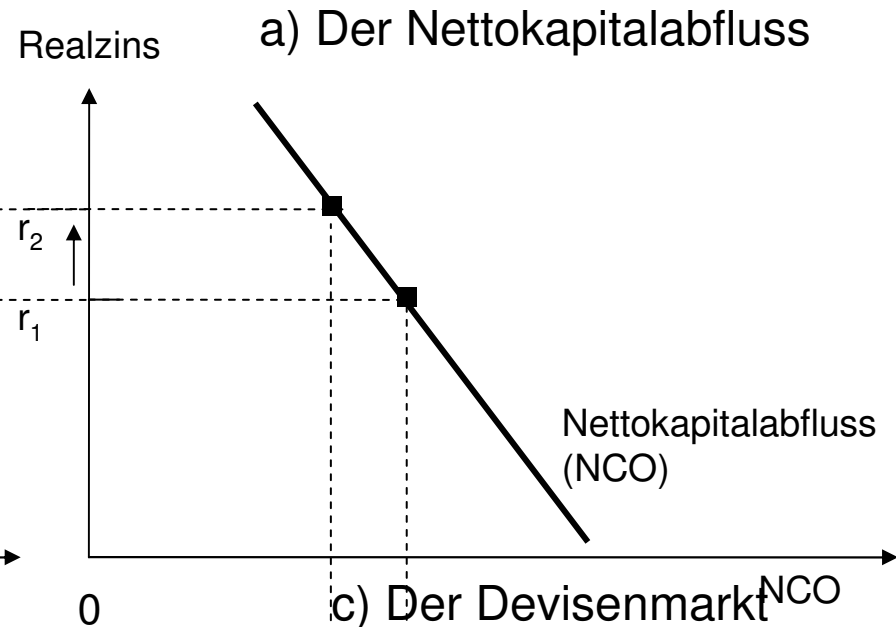 a) Der Nettokapitalabfluss
Realzins
r₂
r₁
Nettokapitalabfluss
(NCO)
NCO
0
c) Der Devisenmarkt